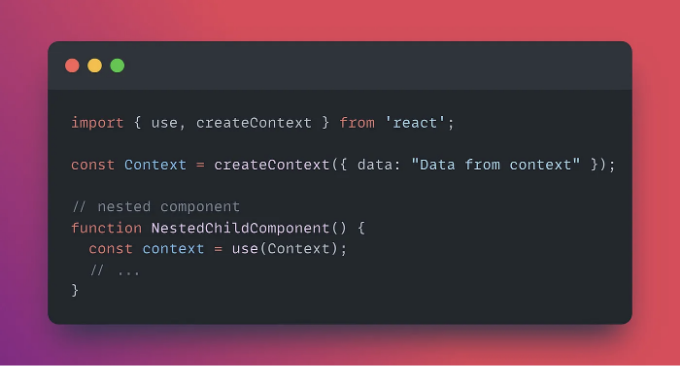 import { use, createContext } from 'react';
const Context = createContext({ data: "Data from context" });
// nested component
function NestedChildComponent() {
const context = use(Context);
// ...
}